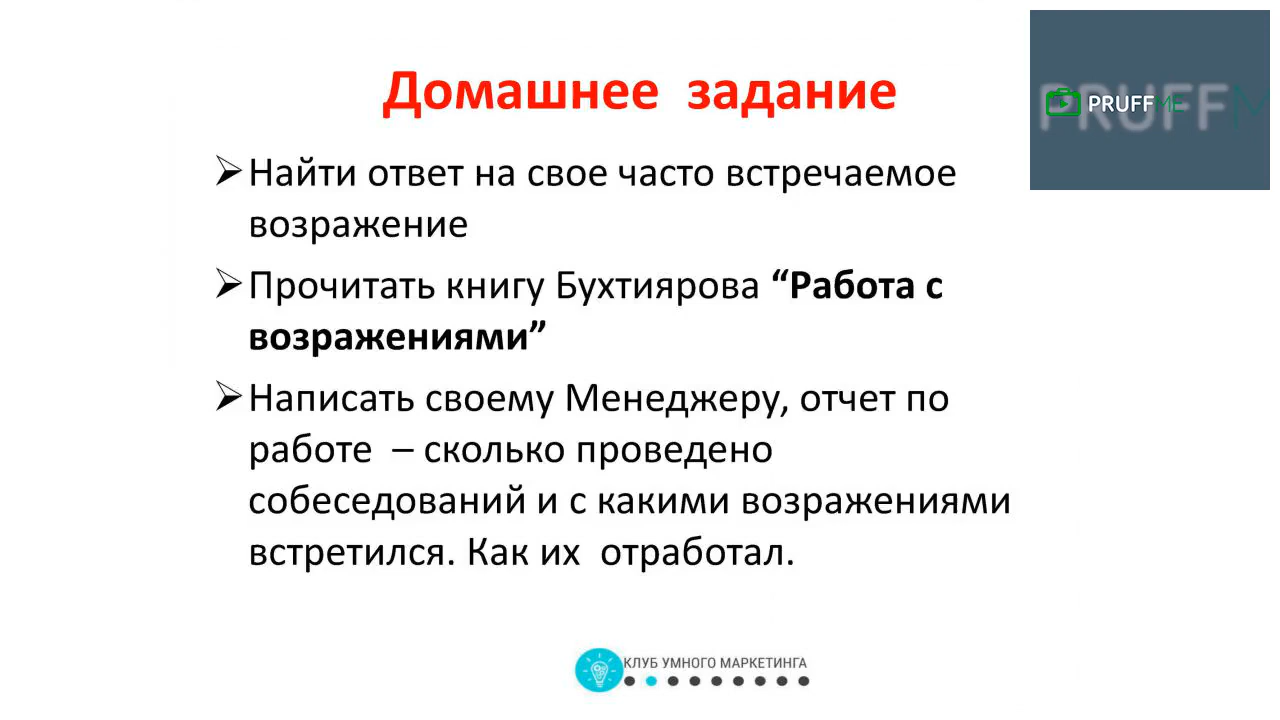 Домашнее задание
PRUFFME
Найти ответ на свое часто встречаемое
возражение
Прочитать книгу Бухтиярова “Работа с
возражениями”
Написать своему Менеджеру, отчет по
работе – сколько проведено
собеседований и с какими возражениями
встретился. Как их отработал.
КЛУБ УМНОГО МАРКЕТИНГА